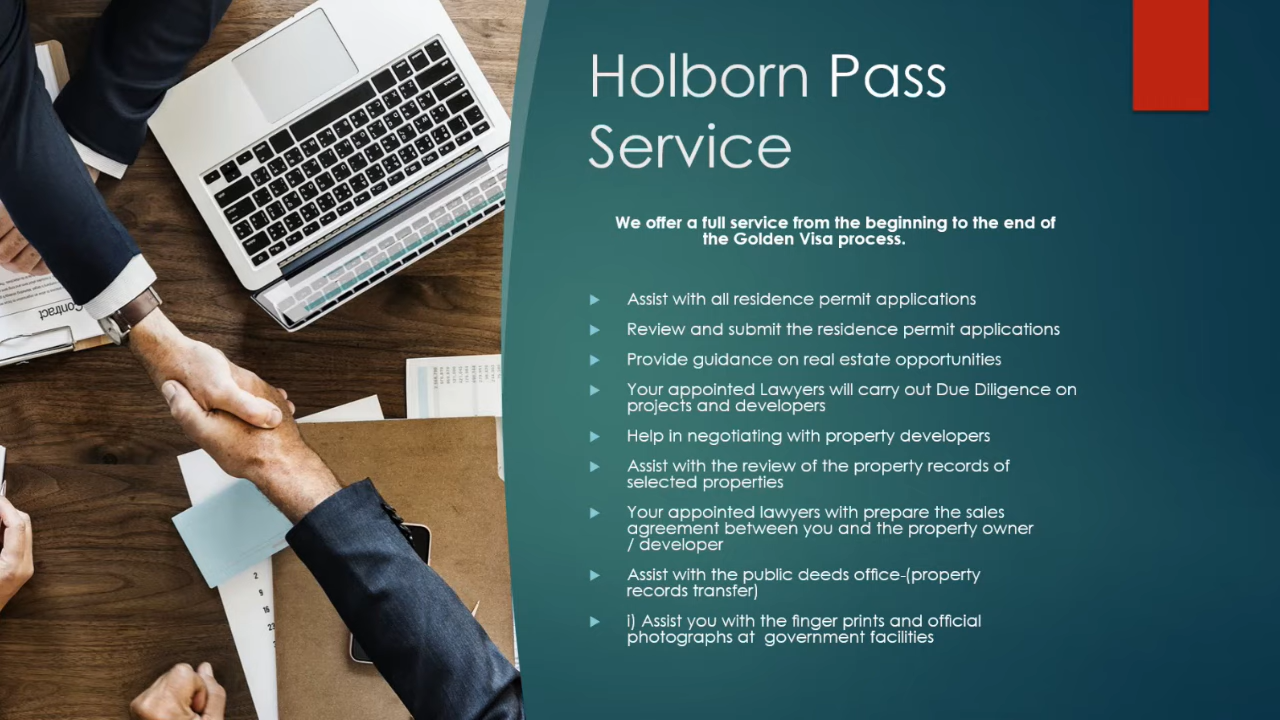 Holborn Pass
Service
We offer a full service from the beginning to the end of
the Golden Visa process.
Assist with all residence permit applications
Review and submit the residence permit applications
Provide guidance on real estate opportunities
Your appointed Lawyers will carry out Due Diligence on
projects and developers
Help in negotiating with property developers
Assist with the review of the property records of
selected properties
Your appointed lawyers with prepare the sales
agreement between you and the property owner
/ developer
Assist with the public deeds office-(property
records transfer)
i) Assist you with the finger prints and official
photographs at  government facilities
Contract
2
9
16
23